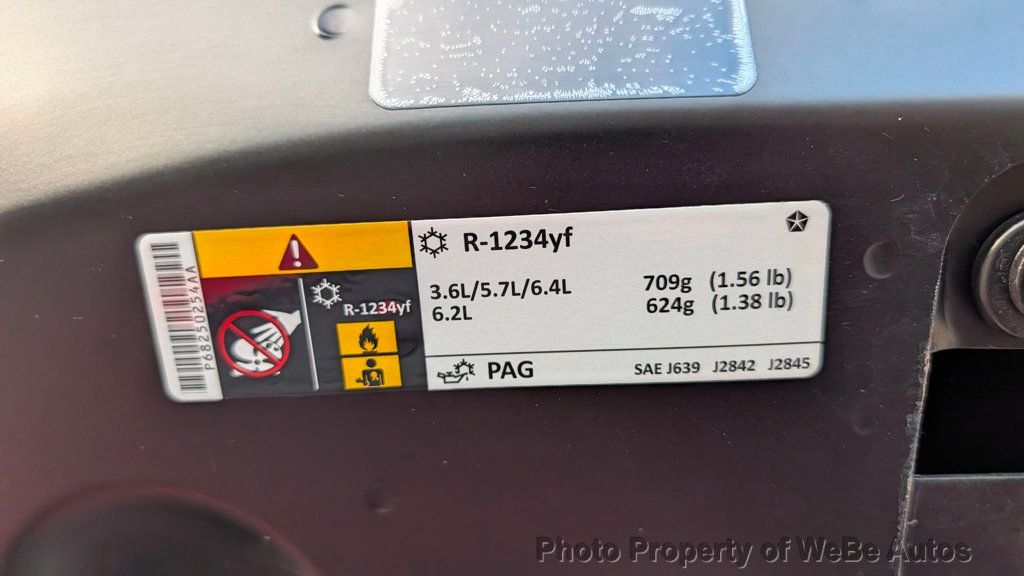 P68250254AA
R-1234yf
R-1234yf
3.6L/5.7L/6.4L 709g (1.56 lb)
6.2L 624g (1.38 lb)
PAG SAE J639 J2842 J2845
Photo Property of WeBe Autos